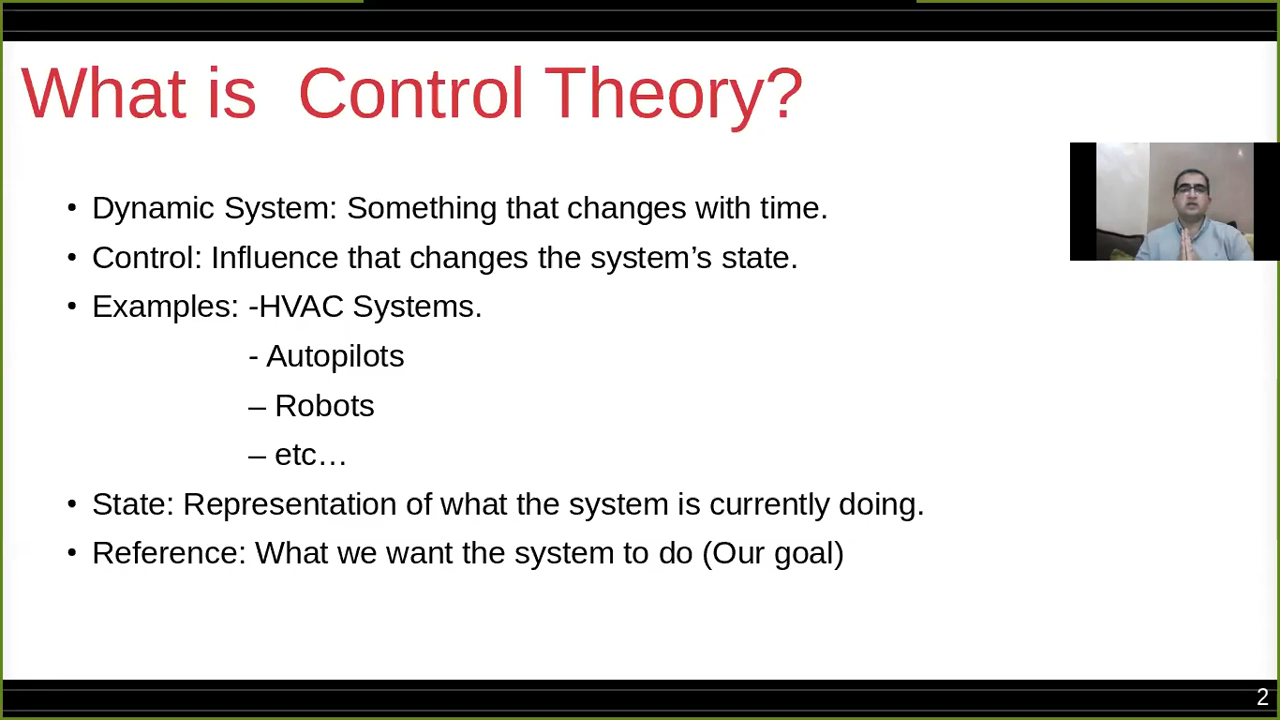 What is  Control Theory?
• Dynamic System: Something that changes with time.
• Control: Influence that changes the system’s state.
• Examples: -HVAC Systems.
- Autopilots
– Robots
– etc…
• State: Representation of what the system is currently doing.
• Reference: What we want the system to do (Our goal)
2